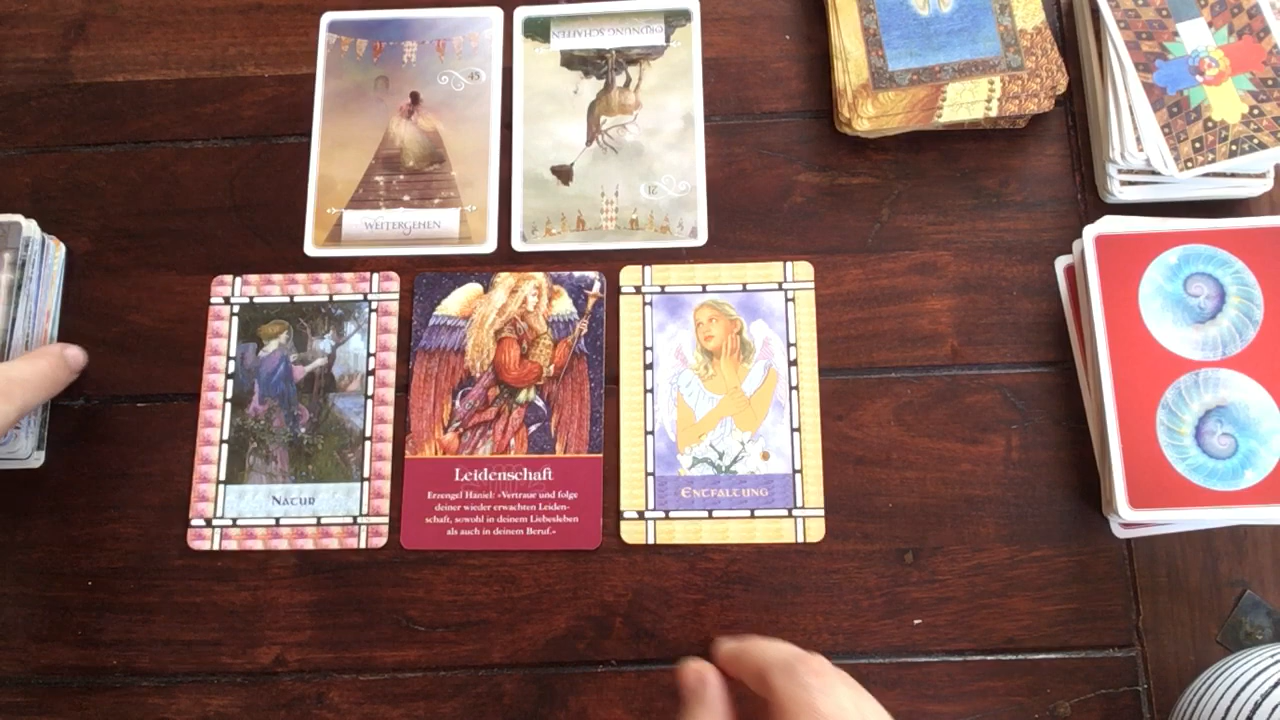 45
WEITERGEHEN
ORDNUNG SCHAFFEN
21
NATUR
Leidenschaft
Erzengel Haniel: »Vertraue und folge
deiner wieder erwachten Leiden-
schaft, sowohl in deinem Liebesleben
als auch in deinem Beruf.«
ENTFALTUNG